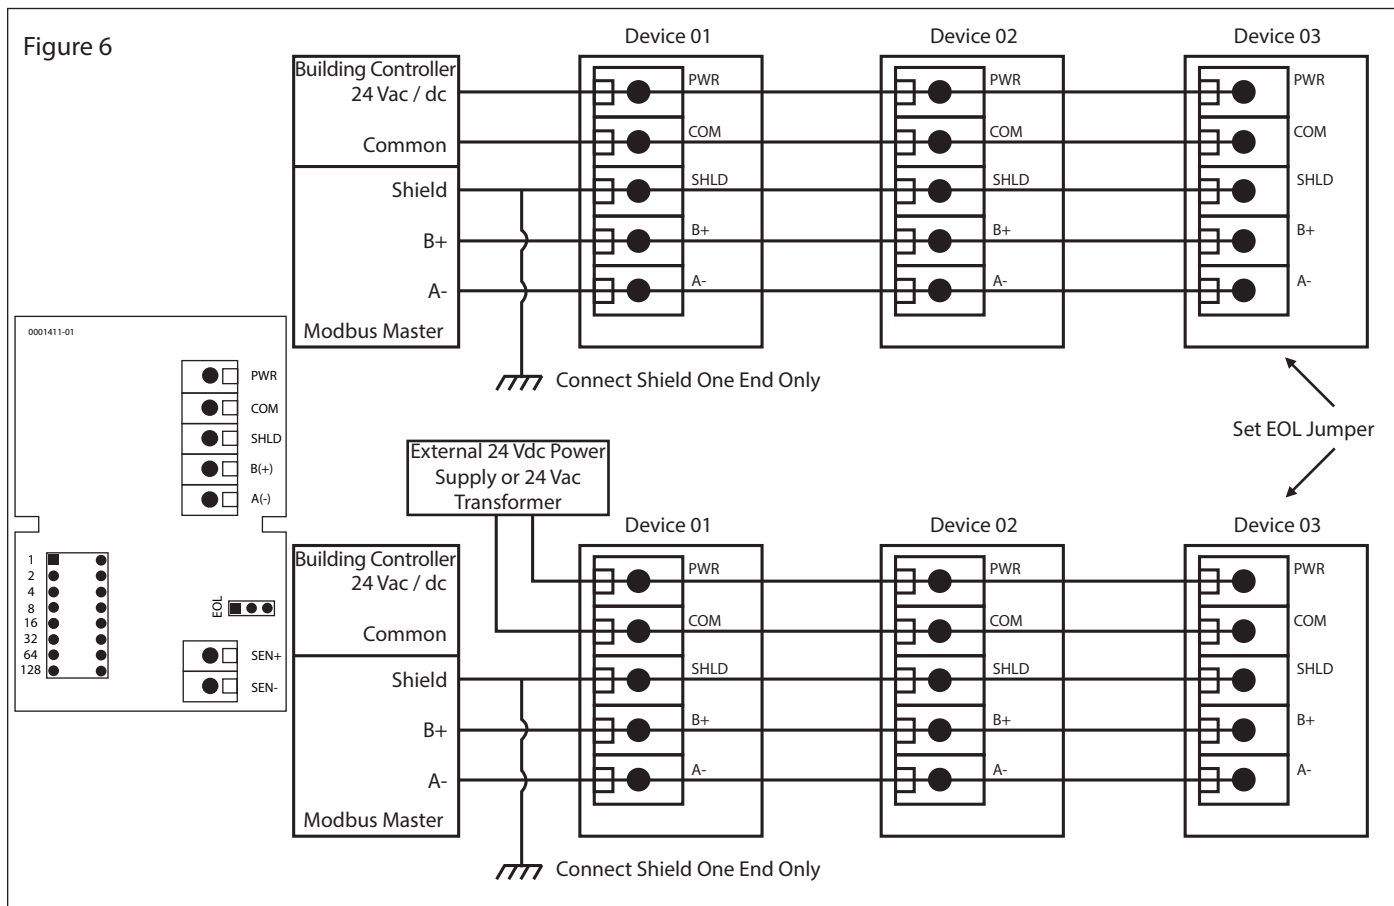 Figure 6
Device 01
Device 02
Device 03
Building Controller
24 Vac / dc
Common
Shield
B+
A-
Modbus Master
PWR
COM
SHLD
B+
A-
PWR
COM
SHLD
B+
A-
PWR
COM
SHLD
B+
A-
Connect Shield One End Only
Set EOL Jumper
0001411-01
PWR
COM
SHLD
B(+)
A(-)
1
2
4
8
16
32
64
128
EOL
SEN+
SEN-
External 24 Vdc Power
Supply or 24 Vac
Transformer
Device 01
Device 02
Device 03
Building Controller
24 Vac / dc
Common
Shield
B+
A-
Modbus Master
PWR
COM
SHLD
B+
A-
PWR
COM
SHLD
B+
A-
PWR
COM
SHLD
B+
A-
Connect Shield One End Only